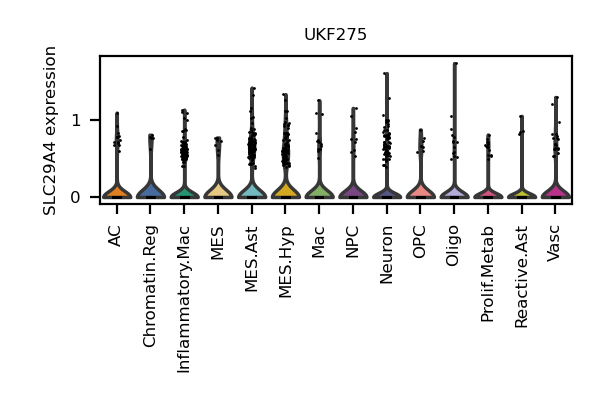 UKF275
SLC29A4 expression
1
0
AC
Chromatin.Reg
Inflammatory.Mac
MES
MES.Ast
MES.Hyp
Mac
NPC
Neuron
OPC
Oligo
Prolif.Metab
Reactive.Ast
Vasc